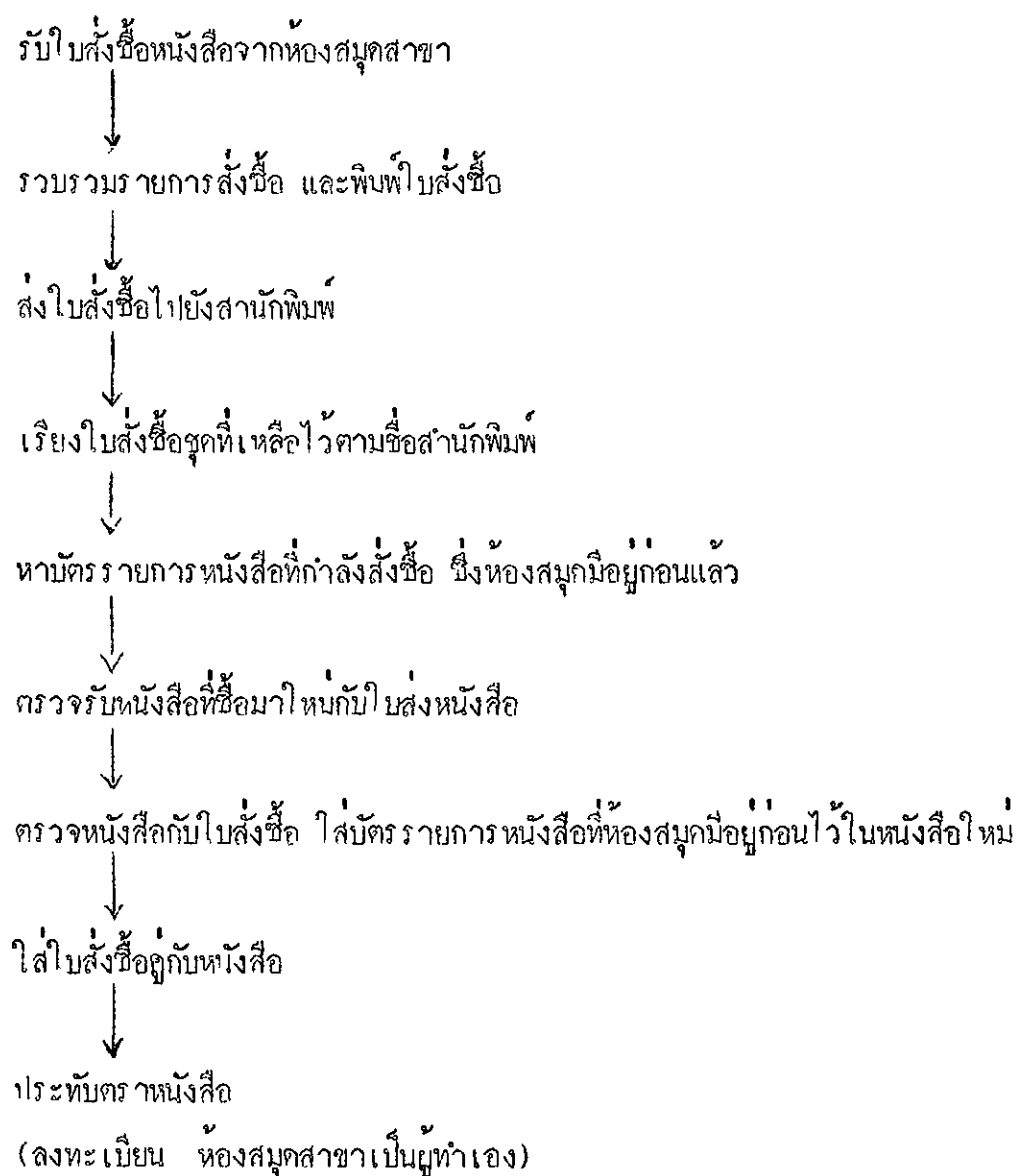 รับใบสั่งซื้อหนังสือจากห้องสมุดสาขา
รวบรวมรายการสั่งซื้อ และพิมพ์ใบสั่งซื้อ
ส่งใบสั่งซื้อไปยังสานักพิมพ์
เรียงใบสั่งซื้อชุดที่เหลือไว้ตามชื่อสำนักพิมพ์
หาบัตรรายการหนังสือที่กำลังสั่งซื้อ ซึ่งห้องสมุดมีอยู่ก่อนแล้ว
ตรวจรับหนังสือที่ซื้อมาใหม่กับใบส่งหนังสือ
ตรวจหนังสือกับใบสั่งซื้อ ใส่บัตรรายการหนังสือที่ห้องสมุดมีอยู่ก่อนไว้ในหนังสือใหม่
ใส่ใบสั่งซื้อคู่กับหนังสือ
ประทับตราหนังสือ
(ลงทะเบียน ห้องสมุดสาขาเป็นผู้ทำเอง)